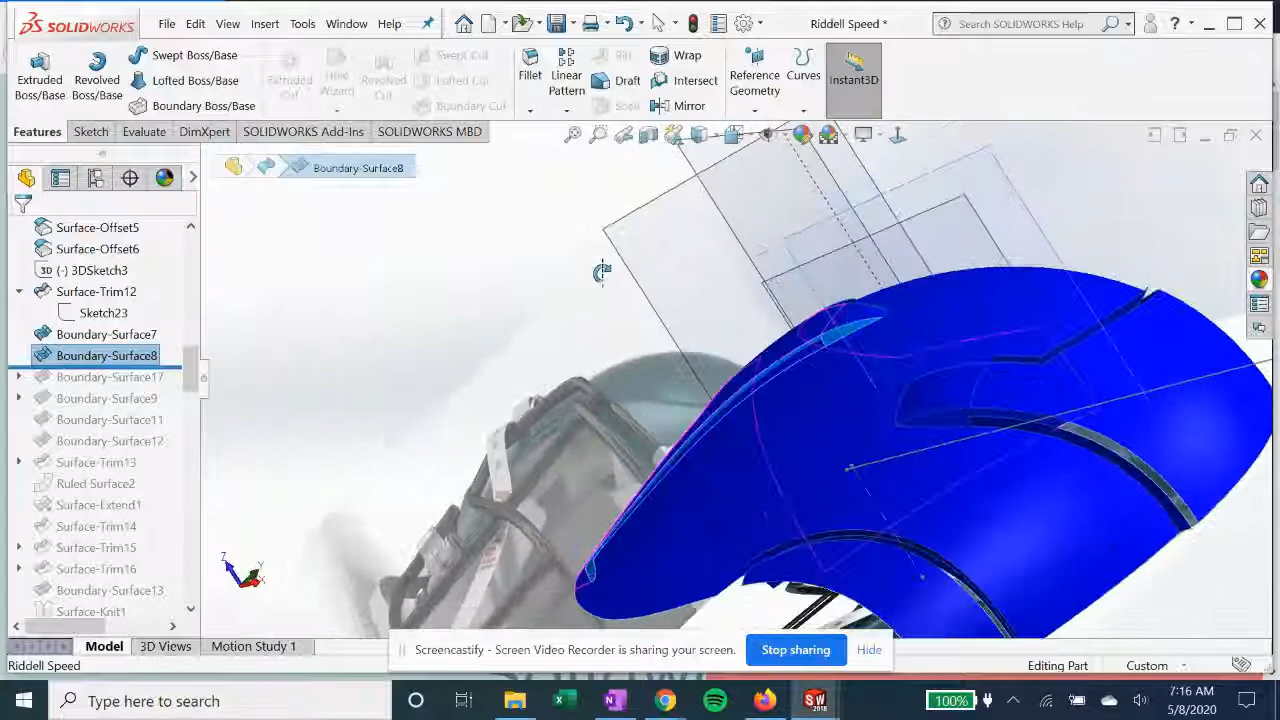 SOLIDWORKS File Edit View Insert Tools Window Help Riddell Speed * Search SOLIDWORKS Help
Extruded Boss/Base
Revolved Boss/Base
Swept Boss/Base
Lofted Boss/Base
Boundary Boss/Base
Extruded Cut
Hole Wizard
Revolved Cut
Swept Cut
Lofted Cut
Boundary Cut
Fillet
Linear Pattern
Rib
Draft
Shell
Wrap
Intersect
Mirror
Reference Geometry
Curves
Instant3D
Features Sketch Evaluate DimXpert SOLIDWORKS Add-Ins SOLIDWORKS MBD
Boundary-Surface8
Surface-Offset5
Surface-Offset6
(-) 3DSketch3
Surface-Trim12
Sketch23
Boundary-Surface7
Boundary-Surface8
Boundary-Surface17
Boundary-Surface9
Boundary-Surface11
Boundary-Surface12
Surface-Trim13
Ruled Surface2
Surface-Extend1
Surface-Trim14
Surface-Trim15
Surface-Trim16
Boundary-Surface13
Surface-Knit1
Z Y X
Model 3D Views Motion Study 1
Screencastify - Screen Video Recorder is sharing your screen. Stop sharing Hide
Riddell Speed Editing Part Custom
Type here to search 100% 7:16 AM
5/8/2020
SW 2018